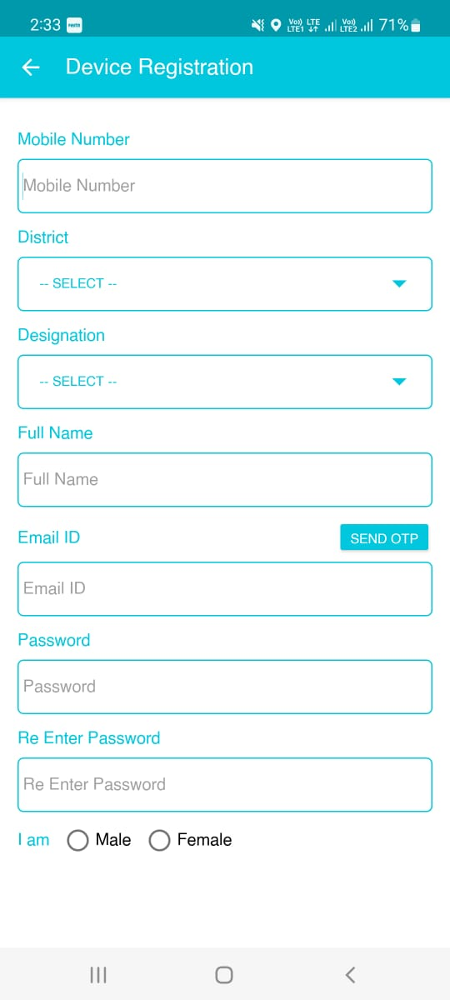 2:33 Paytm Vo)) LTE LTE1 Vo)) LTE2 71%
Device Registration
Mobile Number
Mobile Number
District
-- SELECT --
Designation
-- SELECT --
Full Name
Full Name
Email ID SEND OTP
Email ID
Password
Password
Re Enter Password
Re Enter Password
I am Male Female